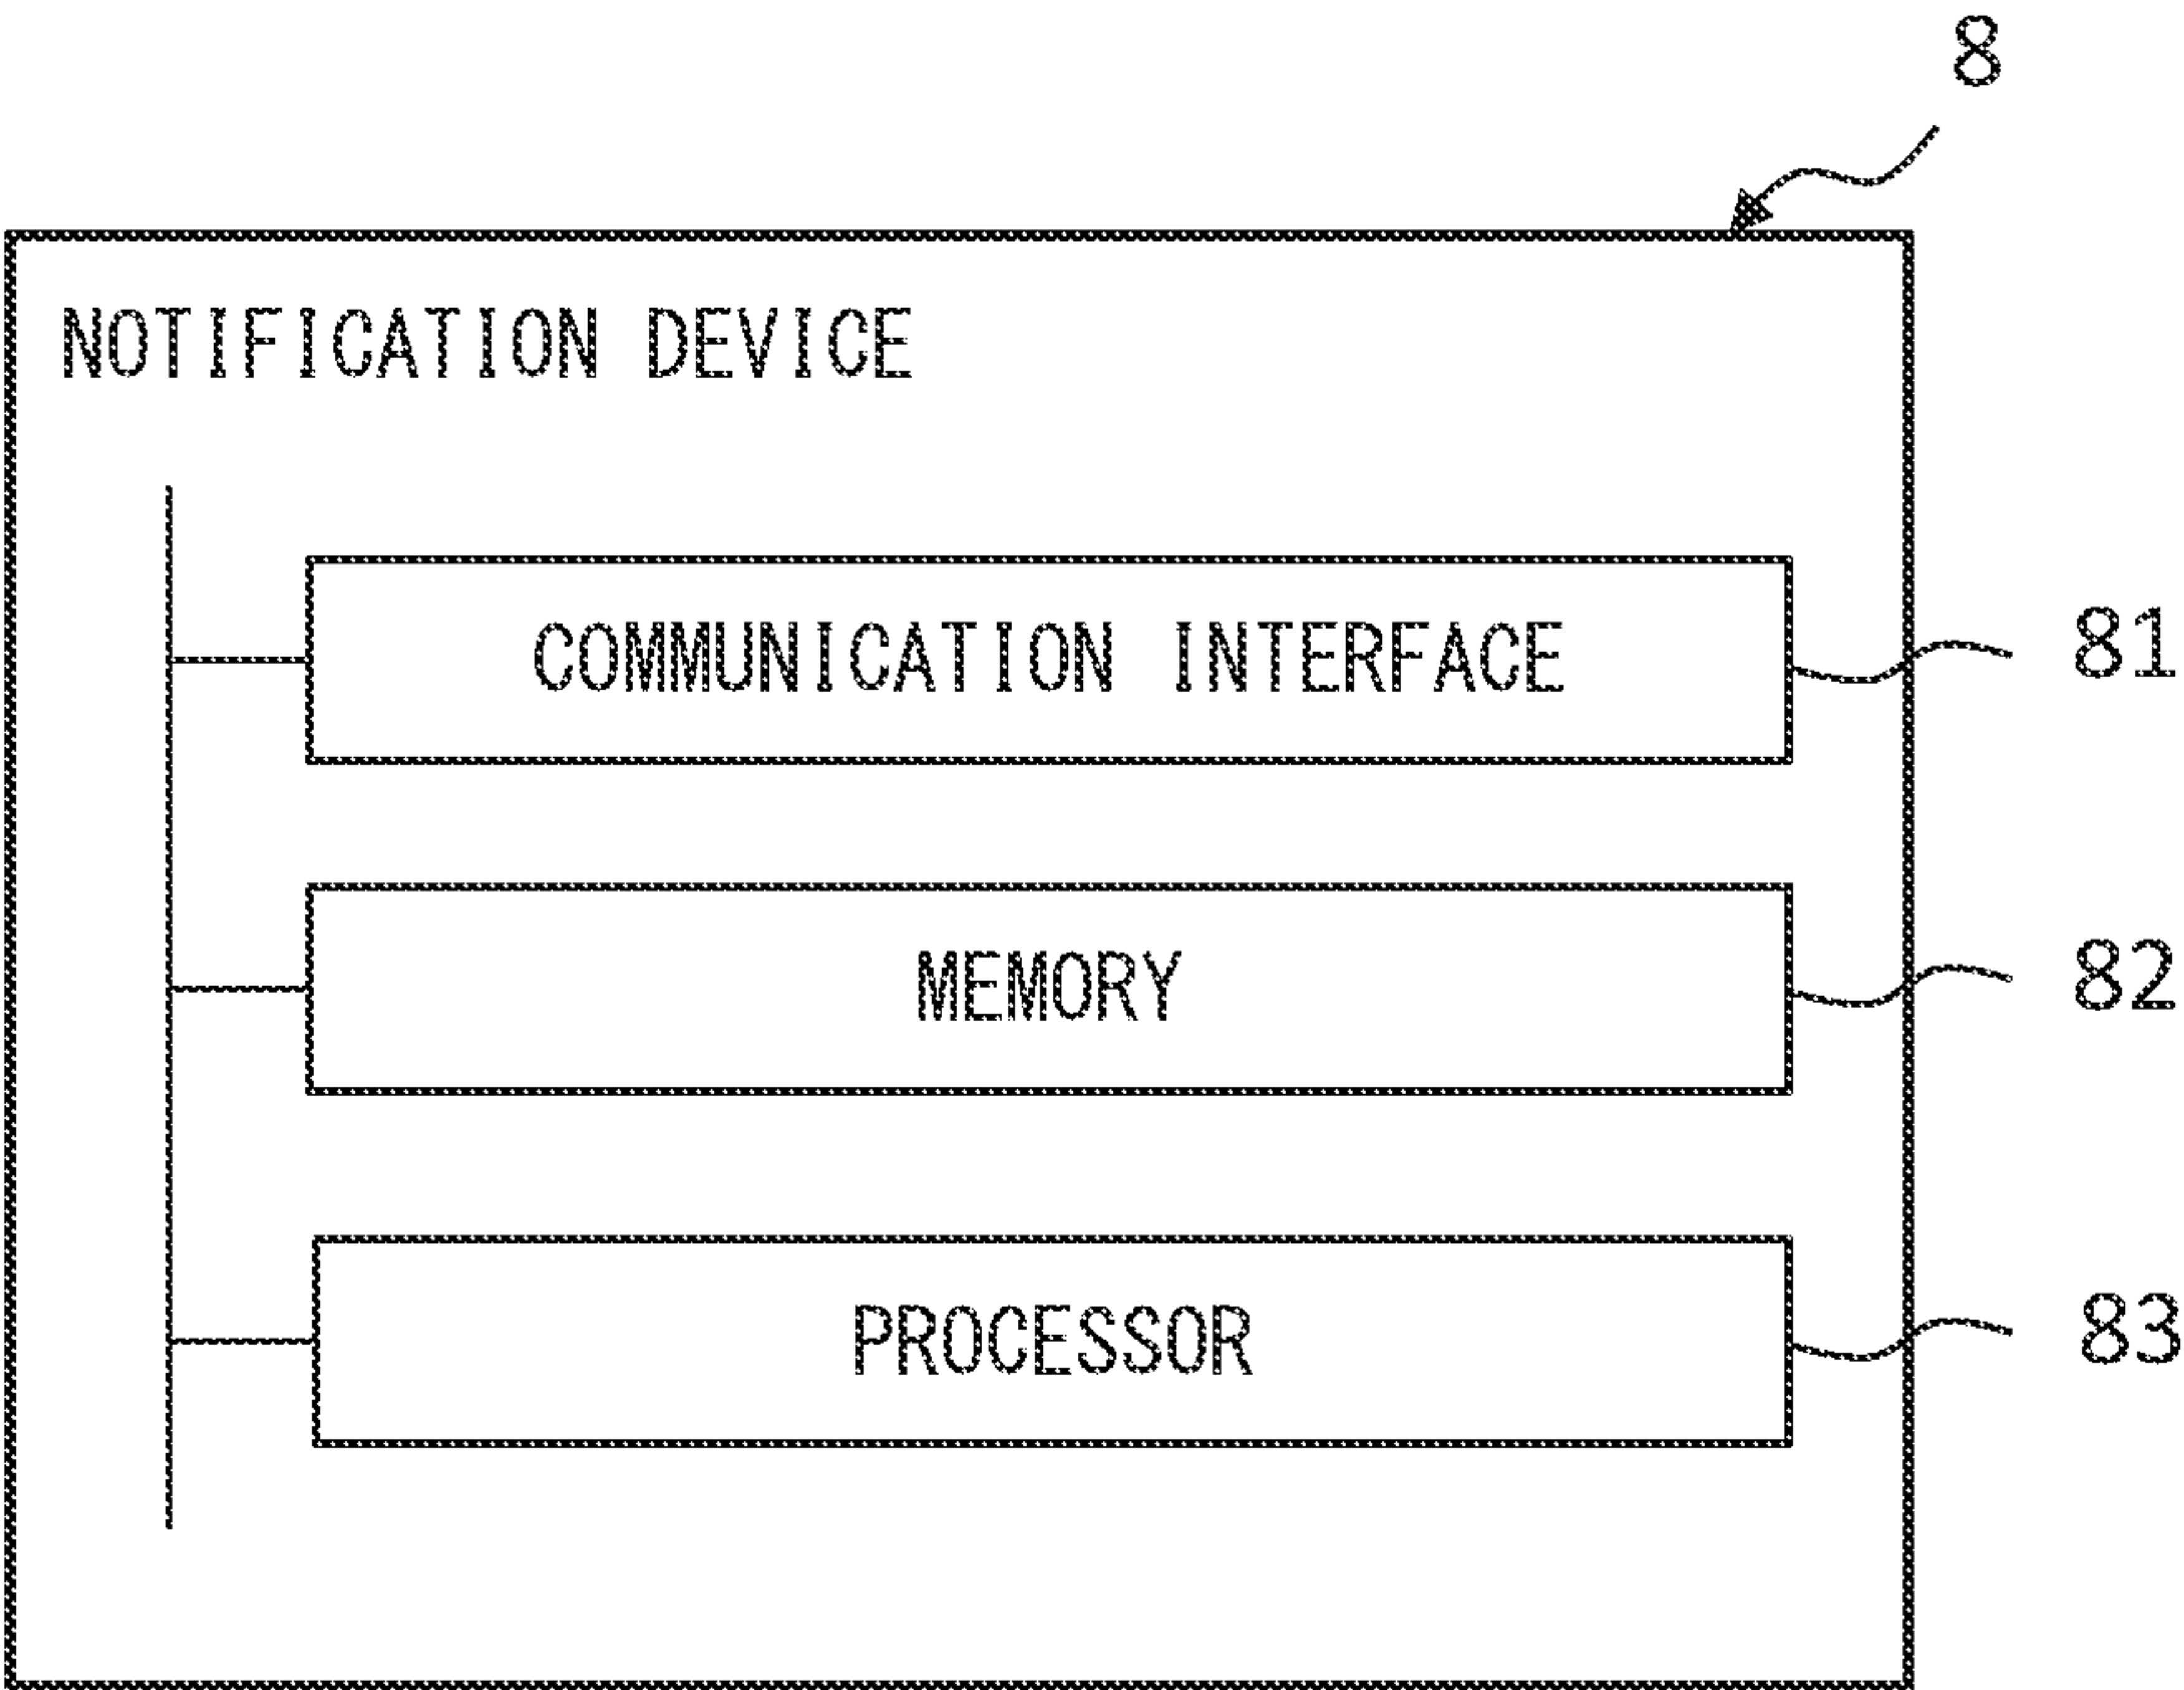 8
NOTIFICATION DEVICE
COMMUNICATION INTERFACE
81
MEMORY
82
PROCESSOR
83